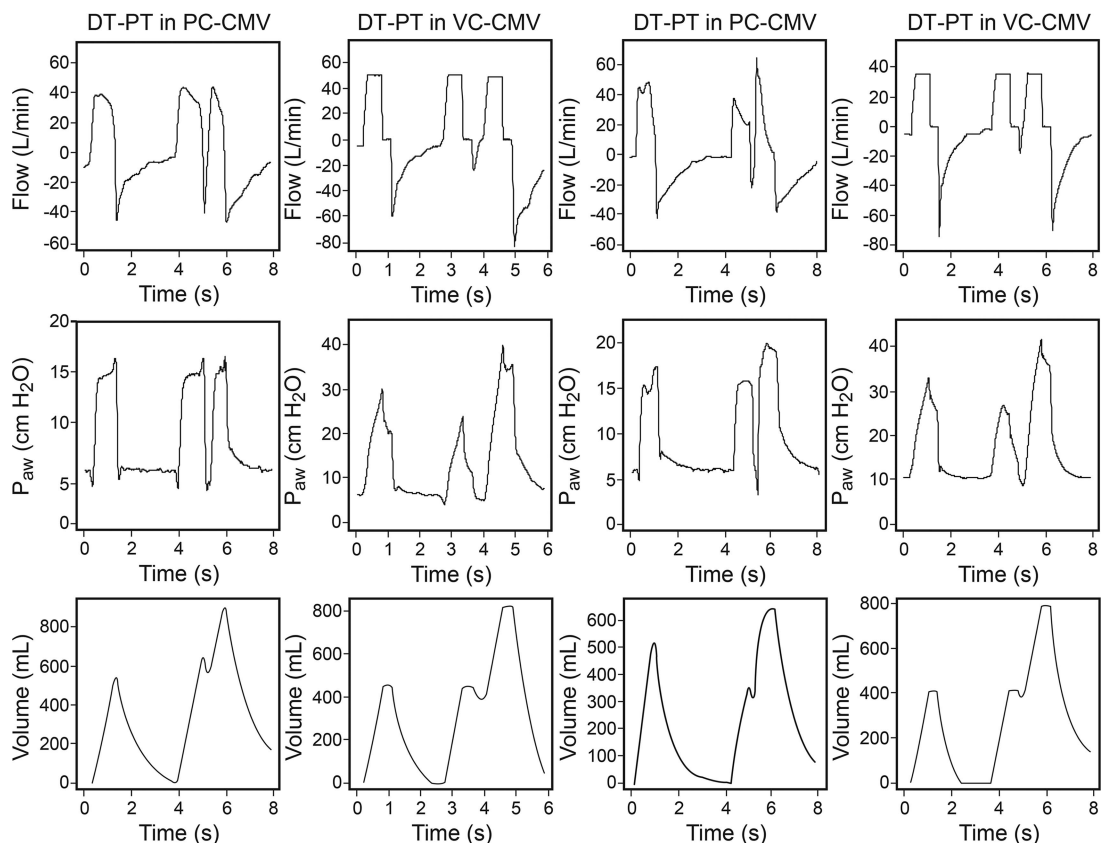 DT-PT in PC-CMV
DT-PT in VC-CMV
DT-PT in PC-CMV
DT-PT in VC-CMV
Flow (L/min)
60
40
20
0
-20
-40
-60
0 2 4 6 8
Time (s)
Flow (L/min)
60
40
20
0
-20
-40
-60
-80
0 1 2 3 4 5 6
Time (s)
Flow (L/min)
60
40
20
0
-20
-40
-60
0 2 4 6 8
Time (s)
Flow (L/min)
40
20
0
-20
-40
-60
-80
0 2 4 6 8
Time (s)
Paw (cm H2O)
20
15
10
5
0
0 2 4 6 8
Time (s)
Paw (cm H2O)
40
30
20
10
0
0 1 2 3 4 5 6
Time (s)
Paw (cm H2O)
20
15
10
5
0
0 2 4 6 8
Time (s)
Paw (cm H2O)
40
30
20
10
0
0 2 4 6 8
Time (s)
Volume (mL)
800
600
400
200
0
0 2 4 6 8
Time (s)
Volume (mL)
800
600
400
200
0
0 1 2 3 4 5 6
Time (s)
Volume (mL)
600
500
400
300
200
100
0
0 2 4 6 8
Time (s)
Volume (mL)
800
600
400
200
0
0 2 4 6 8
Time (s)